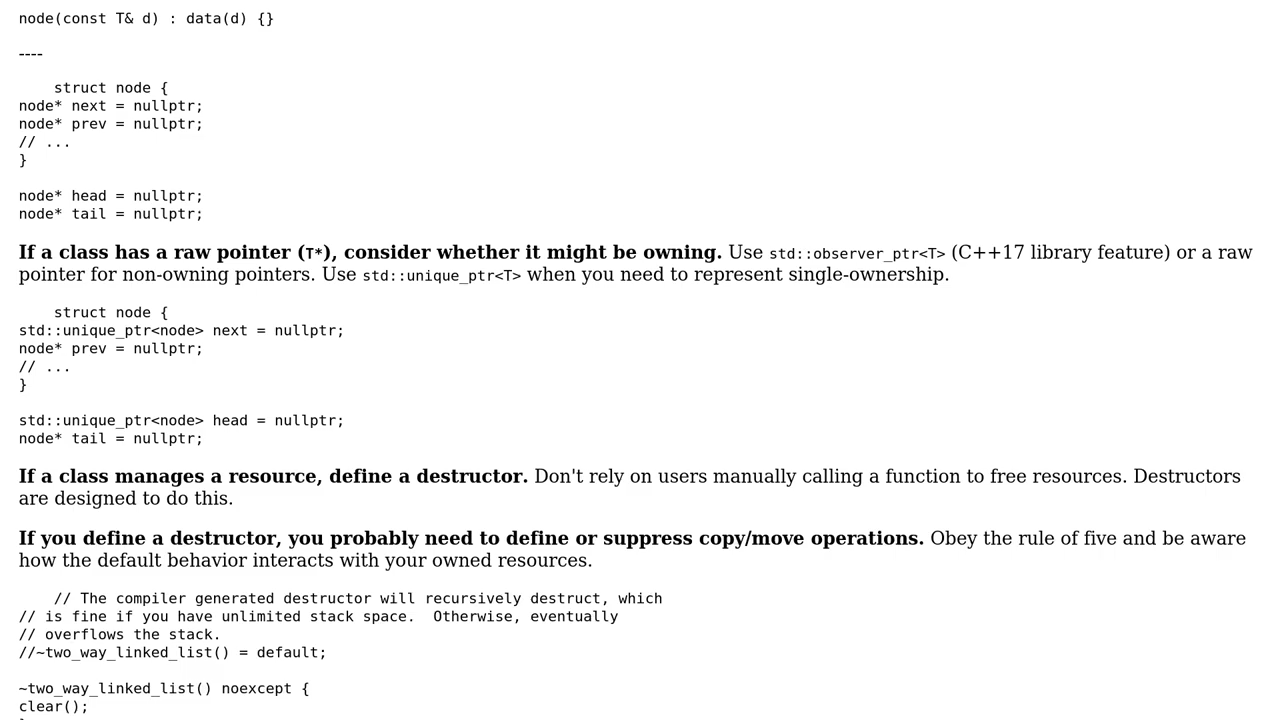 node(const T& d) : data(d) {}
----
struct node {
node* next = nullptr;
node* prev = nullptr;
// ...
}
node* head = nullptr;
node* tail = nullptr;
If a class has a raw pointer (T*), consider whether it might be owning. Use std::observer_ptr<T> (C++17 library feature) or a raw
pointer for non-owning pointers. Use std::unique_ptr<T> when you need to represent single-ownership.
struct node {
std::unique_ptr<node> next = nullptr;
node* prev = nullptr;
// ...
}
std::unique_ptr<node> head = nullptr;
node* tail = nullptr;
If a class manages a resource, define a destructor. Don't rely on users manually calling a function to free resources. Destructors
are designed to do this.
If you define a destructor, you probably need to define or suppress copy/move operations. Obey the rule of five and be aware
how the default behavior interacts with your owned resources.
// The compiler generated destructor will recursively destruct, which
// is fine if you have unlimited stack space.  Otherwise, eventually
// overflows the stack.
//~two_way_linked_list() = default;
~two_way_linked_list() noexcept {
clear();